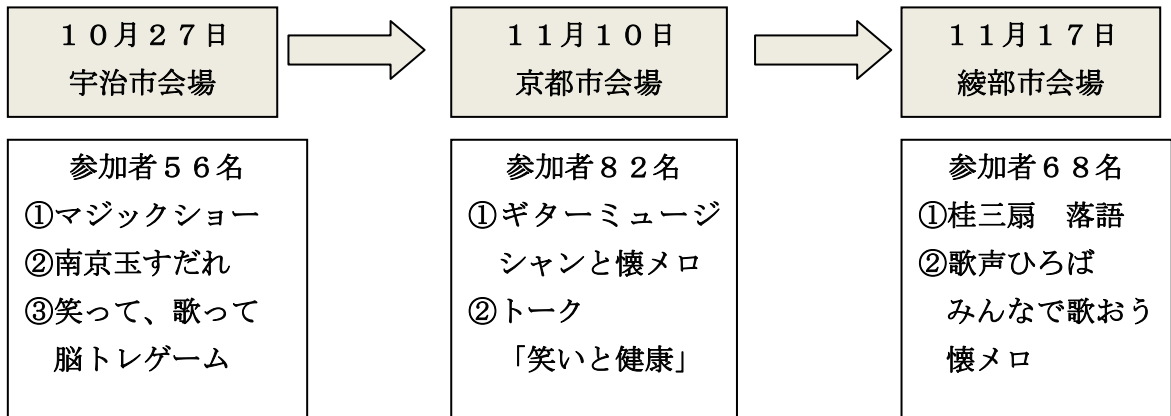 １０月２７日
宇治市会場
１１月１０日
京都市会場
１１月１７日
綾部市会場
参加者５６名
①マジックショー
②南京玉すだれ
③笑って、歌って
脳トレゲーム
参加者８２名
①ギターミュージ
シャンと懐メロ
②トーク
「笑いと健康」
参加者６８名
①桂三扇　落語
②歌声ひろば
みんなで歌おう
懐メロ